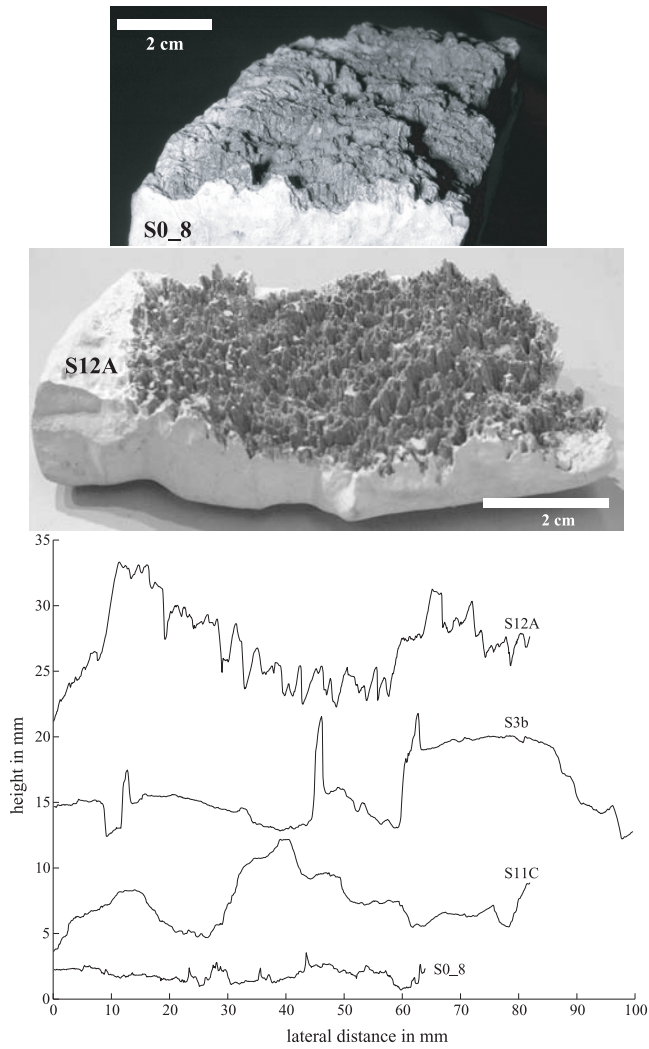 2 cm
S0_8
S12A
2 cm
35
30
25
20
15
10
5
0
height in mm
S12A
S3b
S11C
S0_8
0 10 20 30 40 50 60 70 80 90 100
lateral distance in mm